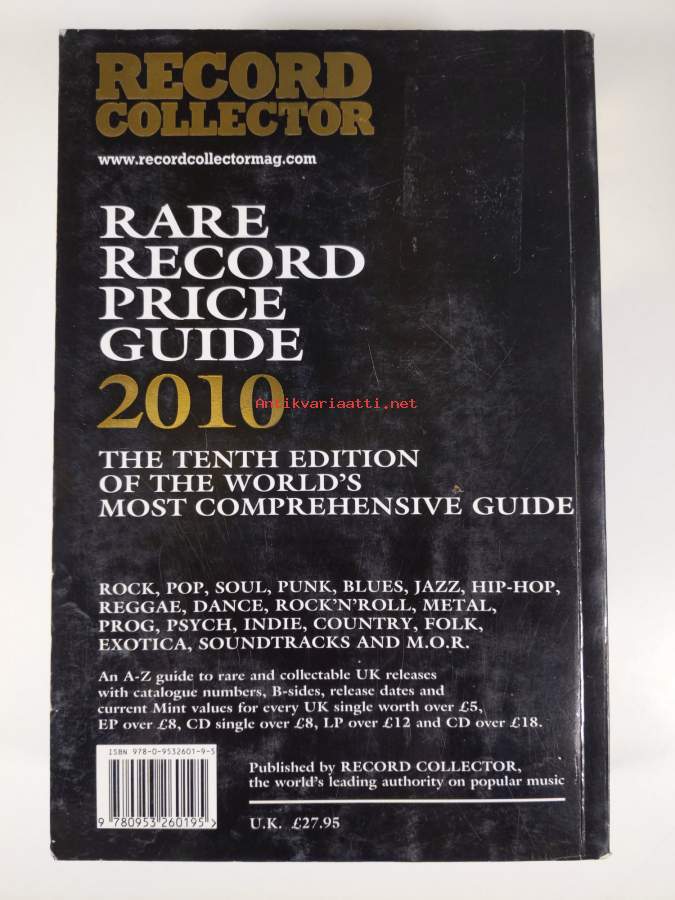 RECORD
COLLECTOR
www.recordcollectormag.com
RARE
RECORD
PRICE
GUIDE
2010
Antikvariaatti.net
THE TENTH EDITION
OF THE WORLD'S
MOST COMPREHENSIVE GUIDE
ROCK, POP, SOUL, PUNK, BLUES, JAZZ, HIP-HOP,
REGGAE, DANCE, ROCK'N'ROLL, METAL,
PROG, PSYCH, INDIE, COUNTRY, FOLK,
EXOTICA, SOUNDTRACKS AND M.O.R.
An A-Z guide to rare and collectable UK releases
with catalogue numbers, B-sides, release dates and
current Mint values for every UK single worth over £5,
EP over £8, CD single over £8, LP over £12 and CD over £18.
ISBN 978-0-9532601-9-5
9 780953 260195 >
Published by RECORD COLLECTOR,
the world's leading authority on popular music
U.K. £27.95